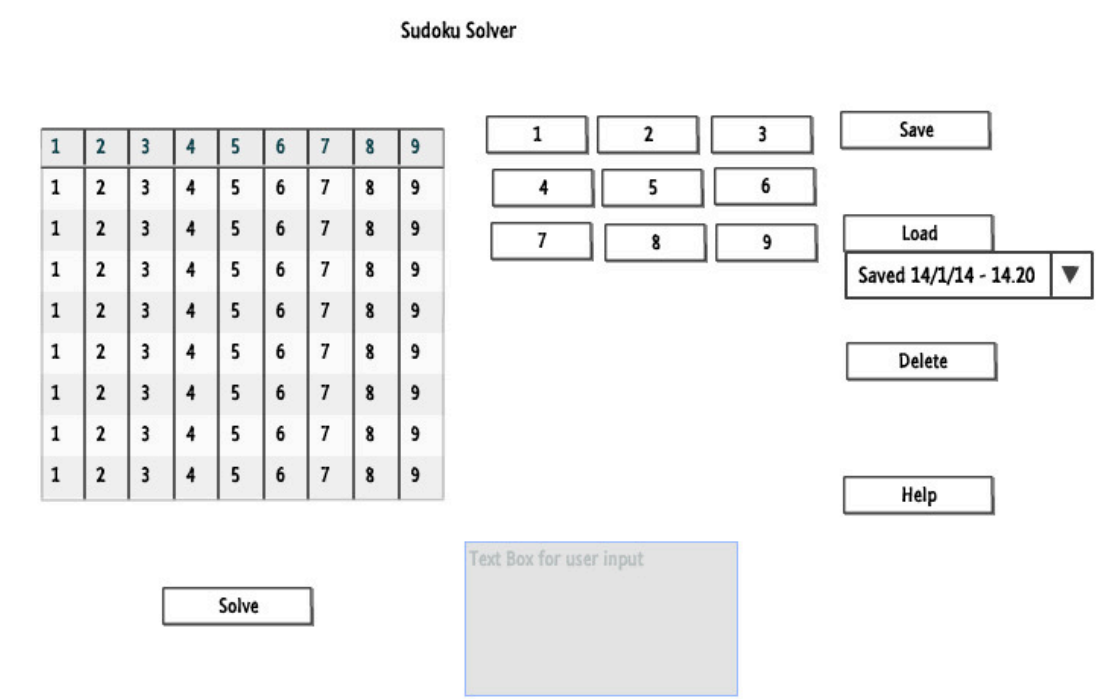 Sudoku Solver
1 2 3 4 5 6 7 8 9
1 2 3 4 5 6 7 8 9
1 2 3 4 5 6 7 8 9
1 2 3 4 5 6 7 8 9
1 2 3 4 5 6 7 8 9
1 2 3 4 5 6 7 8 9
1 2 3 4 5 6 7 8 9
1 2 3 4 5 6 7 8 9
1 2 3 4 5 6 7 8 9
1 2 3
4 5 6
7 8 9
Save
Load
Saved 14/1/14 - 14.20
Delete
Help
Solve
Text Box for user input